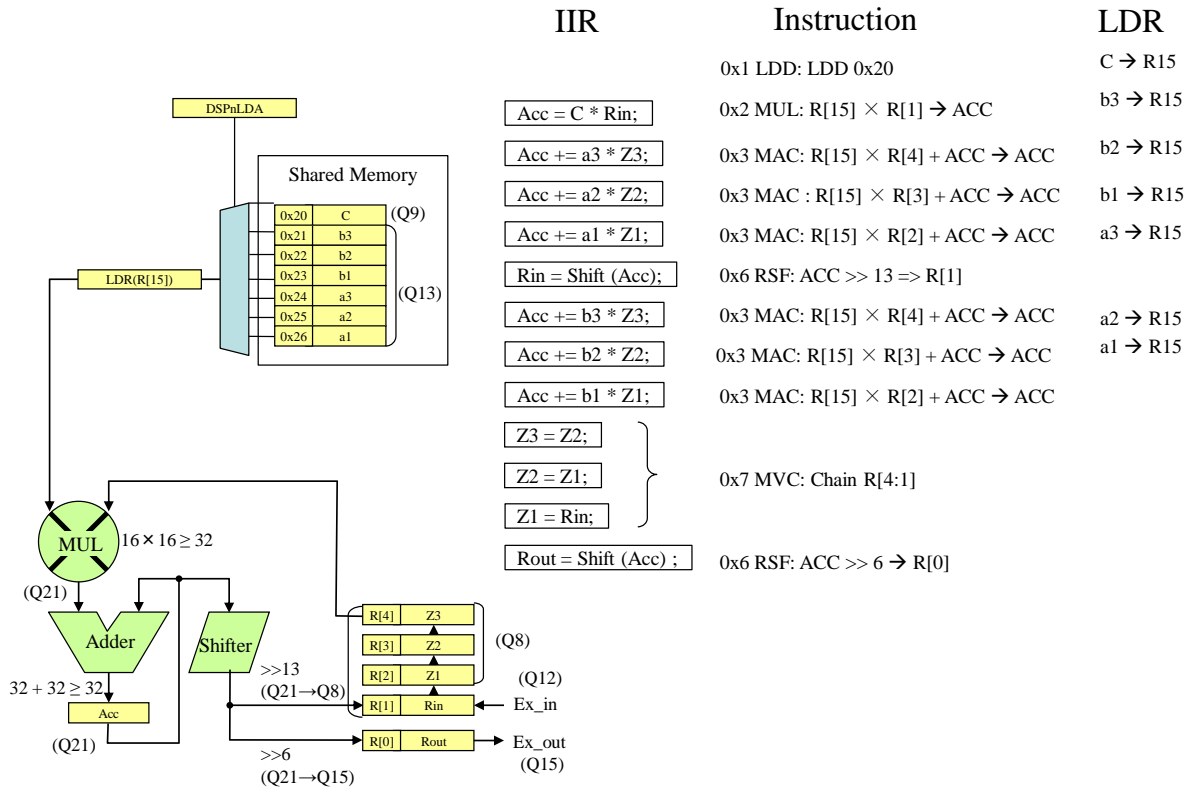 IIR Instruction LDR
0x1 LDD: LDD 0x20 C → R15
Acc = C * Rin; 0x2 MUL: R[15] × R[1] → ACC b3 → R15
Acc += a3 * Z3; 0x3 MAC: R[15] × R[4] + ACC → ACC b2 → R15
Acc += a2 * Z2; 0x3 MAC : R[15] × R[3] + ACC → ACC b1 → R15
Acc += a1 * Z1; 0x3 MAC: R[15] × R[2] + ACC → ACC a3 → R15
Rin = Shift (Acc); 0x6 RSF: ACC >> 13 => R[1]
Acc += b3 * Z3; 0x3 MAC: R[15] × R[4] + ACC → ACC a2 → R15
Acc += b2 * Z2; 0x3 MAC: R[15] × R[3] + ACC → ACC a1 → R15
Acc += b1 * Z1; 0x3 MAC: R[15] × R[2] + ACC → ACC
Z3 = Z2;
Z2 = Z1; 0x7 MVC: Chain R[4:1]
Z1 = Rin;
Rout = Shift (Acc) ; 0x6 RSF: ACC >> 6 → R[0]
DSPnLDA
Shared Memory
0x20 C (Q9)
0x21 b3
0x22 b2
0x23 b1
0x24 a3
0x25 a2
0x26 a1
(Q13)
LDR(R[15])
MUL 16 × 16 ≥ 32
(Q21)
Adder
Shifter
32 + 32 ≥ 32
Acc
(Q21)
>>13
(Q21→Q8)
>>6
(Q21→Q15)
R[4] Z3
R[3] Z2
R[2] Z1
(Q8)
(Q12)
R[1] Rin Ex_in
R[0] Rout Ex_out
(Q15)